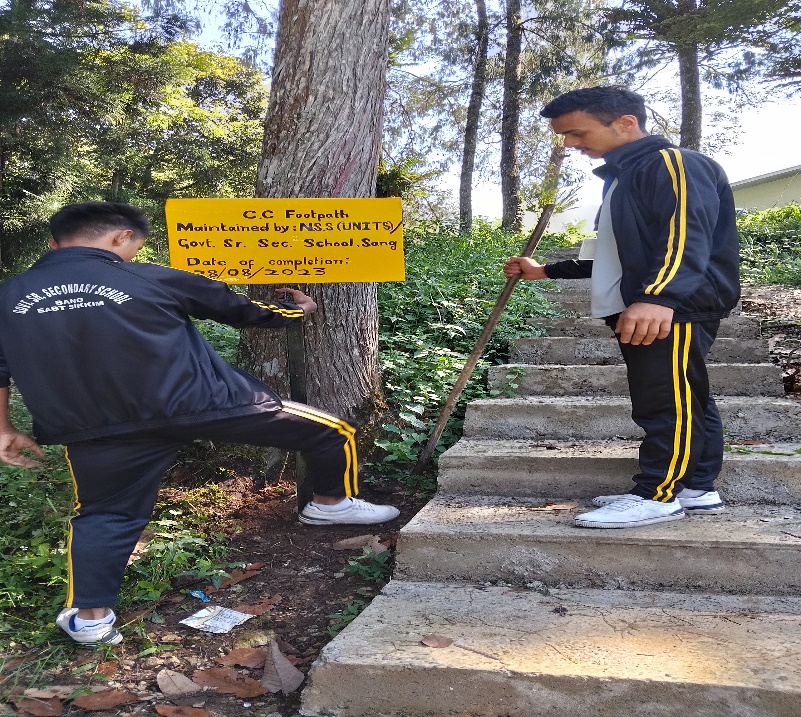 C.C Footpath
Maintained by: N.S.S (UNITS)/
Govt. Sr. Sec. School. Sang
Date of completion:
28/08/2023
GOVT. SR. SECONDARY SCHOOL
SANG
EAST SIKKIM